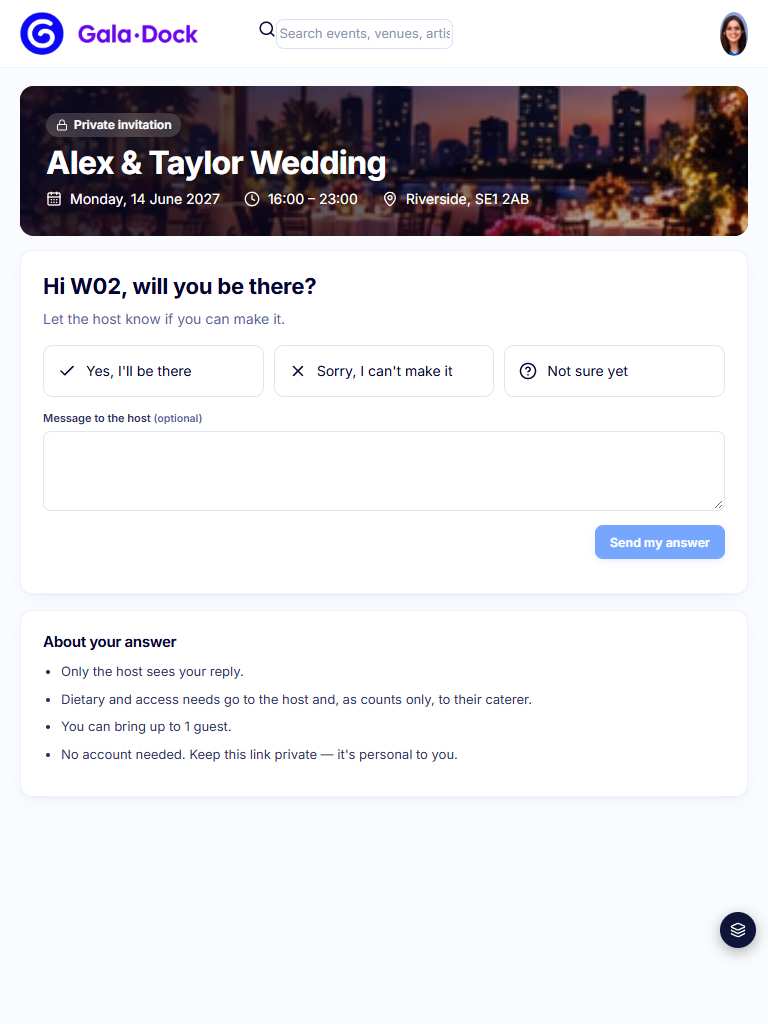 Gala·Dock
Search events, venues, artis
Private invitation
Alex & Taylor Wedding
Monday, 14 June 2027 16:00 – 23:00 Riverside, SE1 2AB
Hi W02, will you be there?
Let the host know if you can make it.
Yes, I'll be there Sorry, I can't make it Not sure yet
Message to the host (optional)
Send my answer
About your answer
• Only the host sees your reply.
• Dietary and access needs go to the host and, as counts only, to their caterer.
• You can bring up to 1 guest.
• No account needed. Keep this link private — it's personal to you.